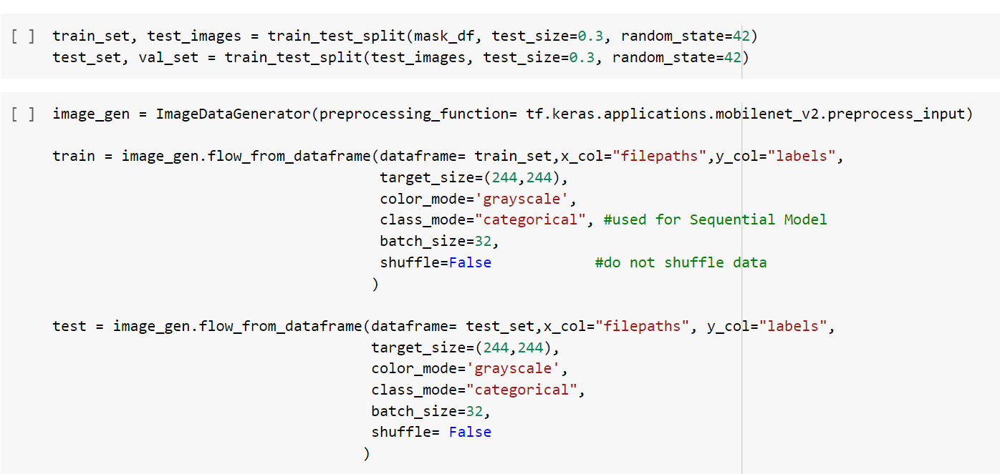 [ ] train_set, test_images = train_test_split(mask_df, test_size=0.3, random_state=42)
test_set, val_set = train_test_split(test_images, test_size=0.3, random_state=42)
[ ] image_gen = ImageDataGenerator(preprocessing_function= tf.keras.applications.mobilenet_v2.preprocess_input)
train = image_gen.flow_from_dataframe(dataframe= train_set,x_col="filepaths",y_col="labels",
target_size=(244,244),
color_mode='grayscale',
class_mode="categorical", #used for Sequential Model
batch_size=32,
shuffle=False #do not shuffle data
)
test = image_gen.flow_from_dataframe(dataframe= test_set,x_col="filepaths", y_col="labels",
target_size=(244,244),
color_mode='grayscale',
class_mode="categorical",
batch_size=32,
shuffle= False
)